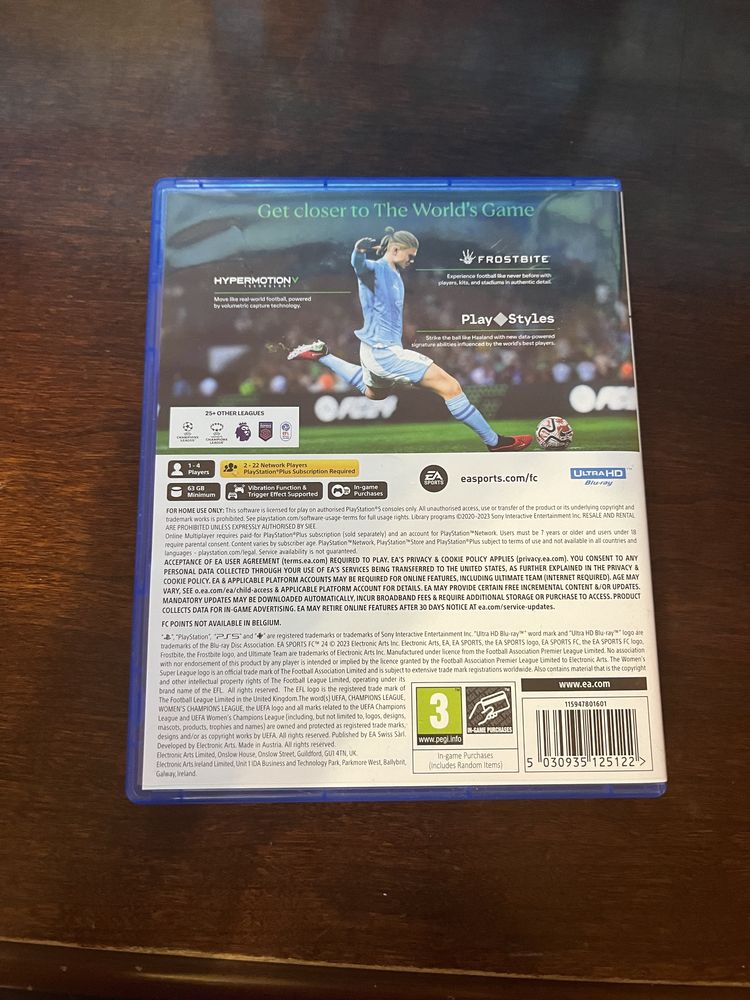 Get closer to The World's Game
FROSTBITE™
Experience football like never before with
players, kits, and stadiums in authentic detail.
HYPERMOTIONV
TECHNOLOGY
Move like real-world football, powered
by volumetric capture technology.
Play Styles
Strike the ball like Haaland with new data-powered
signature abilities influenced by the world's best players.
25+ OTHER LEAGUES
CHAMPIONS
LEAGUE
CHAMPIONS
LEAGUE
EFL
FC24
1 - 4
Players
2 - 22 Network Players
PlayStation®Plus Subscription Required
63 GB
Minimum
Vibration Function &
Trigger Effect Supported
In-game
Purchases
EA
SPORTS
easports.com/fc
ULTRA HD
Blu-ray™
FOR HOME USE ONLY: This software is licensed for play on authorised PlayStation®5 consoles only. All unauthorised access, use or transfer of the product or its underlying copyright and
trademark works is prohibited. See playstation.com/software-usage-terms for full usage rights. Library programs ©2020-2023 Sony Interactive Entertainment Inc. RESALE AND RENTAL
ARE PROHIBITED UNLESS EXPRESSLY AUTHORISED BY SIEE.
Online Multiplayer requires paid-for PlayStation®Plus subscription (sold separately) and an account for PlayStation™Network. Users must be 7 years or older and users under 18
require parental consent. Content varies by subscriber age. PlayStation™Network, PlayStation™Store and PlayStation®Plus subject to terms of use and not available in all countries and
languages – playstation.com/legal. Service availability is not guaranteed.
ACCEPTANCE OF EA USER AGREEMENT (terms.ea.com) REQUIRED TO PLAY. EA'S PRIVACY & COOKIE POLICY APPLIES (privacy.ea.com). YOU CONSENT TO ANY
PERSONAL DATA COLLECTED THROUGH YOUR USE OF EA'S SERVICES BEING TRANSFERRED TO THE UNITED STATES, AS FURTHER EXPLAINED IN THE PRIVACY &
COOKIE POLICY. EA & APPLICABLE PLATFORM ACCOUNTS MAY BE REQUIRED FOR ONLINE FEATURES, INCLUDING ULTIMATE TEAM (INTERNET REQUIRED). AGE MAY
VARY, SEE o.ea.com/ea/child-access & APPLICABLE PLATFORM ACCOUNT FOR DETAILS. EA MAY PROVIDE CERTAIN FREE INCREMENTAL CONTENT &/OR UPDATES.
MANDATORY UPDATES MAY BE DOWNLOADED AUTOMATICALLY, INCUR BROADBAND FEES & REQUIRE ADDITIONAL STORAGE OR PURCHASE TO ACCESS. PRODUCT
COLLECTS DATA FOR IN-GAME ADVERTISING. EA MAY RETIRE ONLINE FEATURES AFTER 30 DAYS NOTICE AT ea.com/service-updates.
FC POINTS NOT AVAILABLE IN BELGIUM.
", "PlayStation", "PS5" and " " are registered trademarks or trademarks of Sony Interactive Entertainment Inc. "Ultra HD Blu-ray™" word mark and "Ultra HD Blu-ray™" logo are
trademarks of the Blu-ray Disc Association. EA SPORTS FC™ 24 © 2023 Electronic Arts Inc. Electronic Arts, EA, EA SPORTS, the EA SPORTS logo, EA SPORTS FC, the EA SPORTS FC logo,
Frostbite, the Frostbite logo, and Ultimate Team are trademarks of Electronic Arts Inc. Manufactured under licence from the Football Association Premier League Limited. No association
with nor endorsement of this product by any player is intended or implied by the licence granted by the Football Association Premier League Limited to Electronic Arts. The Women's
Super League logo is an official trade mark of The Football Association Limited and is subject to extensive trade mark registrations worldwide. Also contains material that is the copyright
and other intellectual property rights of The Football League Limited, operating under its
brand name of the EFL. All rights reserved. The EFL logo is the registered trade mark of
The Football League Limited in the United Kingdom.The word(s) UEFA, CHAMPIONS LEAGUE,
WOMEN'S CHAMPIONS LEAGUE, the UEFA logo and all marks related to the UEFA Champions
League and UEFA Women's Champions League (including, but not limited to, logos, designs,
mascots, products, trophies and names) are owned and protected as registered trade marks,
designs and/or as copyright works by UEFA. All rights reserved. Published by EA Swiss Sàrl.
Developed by Electronic Arts. Made in Austria. All rights reserved.
Electronic Arts Limited, Onslow House, Onslow Street, Guildford, GU1 4TN, UK.
Electronic Arts Ireland Limited, Unit 1 IDA Business and Technology Park, Parkmore West, Ballybrit,
Galway, Ireland.
3
www.pegi.info
IN-GAME PURCHASES
In-game Purchases
(Includes Random Items)
www.ea.com
115947801601
5 030935 125122 >